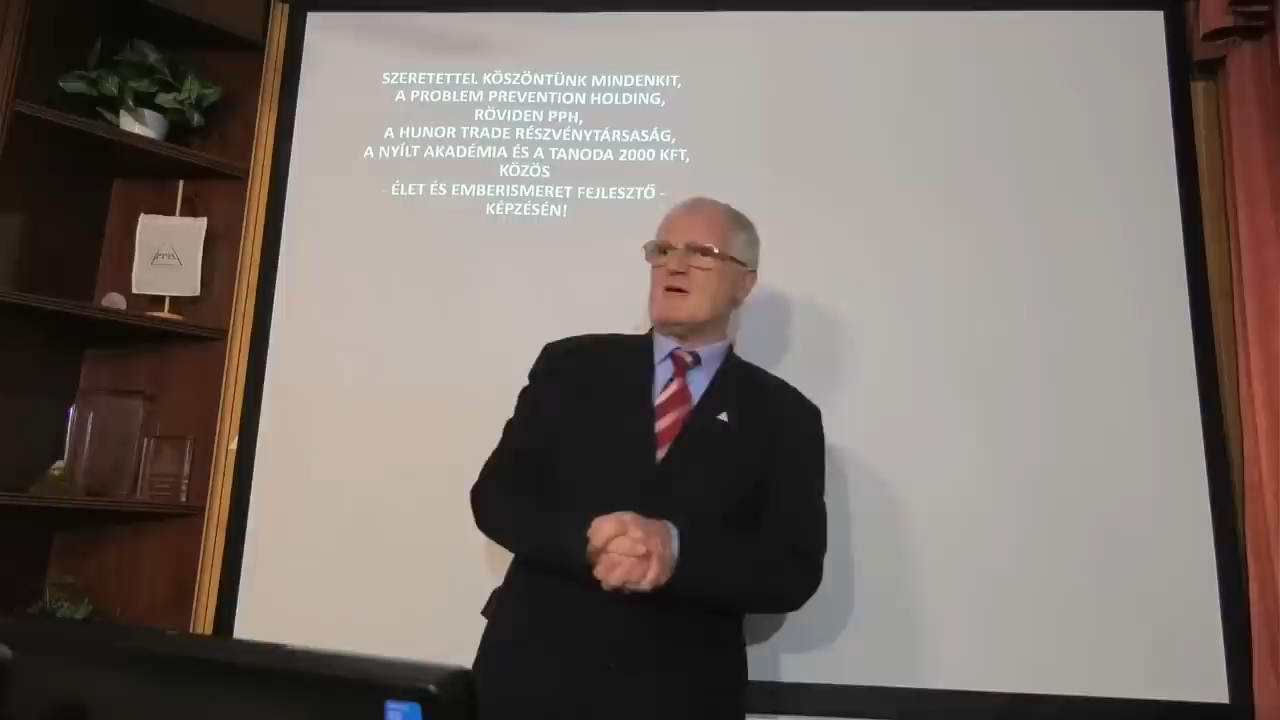 SZERETETTEL KÖSZÖNTÜNK MINDENKIT,
A PROBLEM PREVENTION HOLDING,
RÖVIDEN PPH,
A HUNOR TRADE RÉSZVÉNYTÁRSASÁG,
A NYÍLT AKADÉMIA ÉS A TANODA 2000 KFT,
KÖZÖS
- ÉLET ÉS EMBERISMERET FEJLESZTŐ -
KÉPZÉSÉN!
PPH